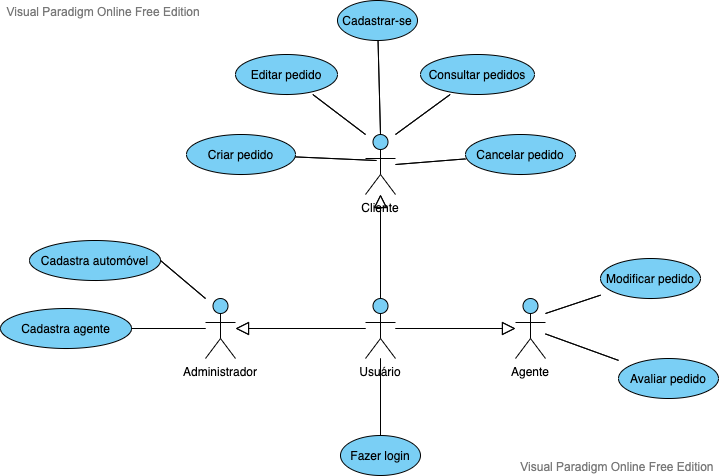 Visual Paradigm Online Free Edition
Cadastrar-se
Editar pedido
Consultar pedidos
Criar pedido
Cancelar pedido
Cliente
Cadastra automóvel
Modificar pedido
Cadastra agente
Administrador
Usuário
Agente
Avaliar pedido
Fazer login
Visual Paradigm Online Free Edition